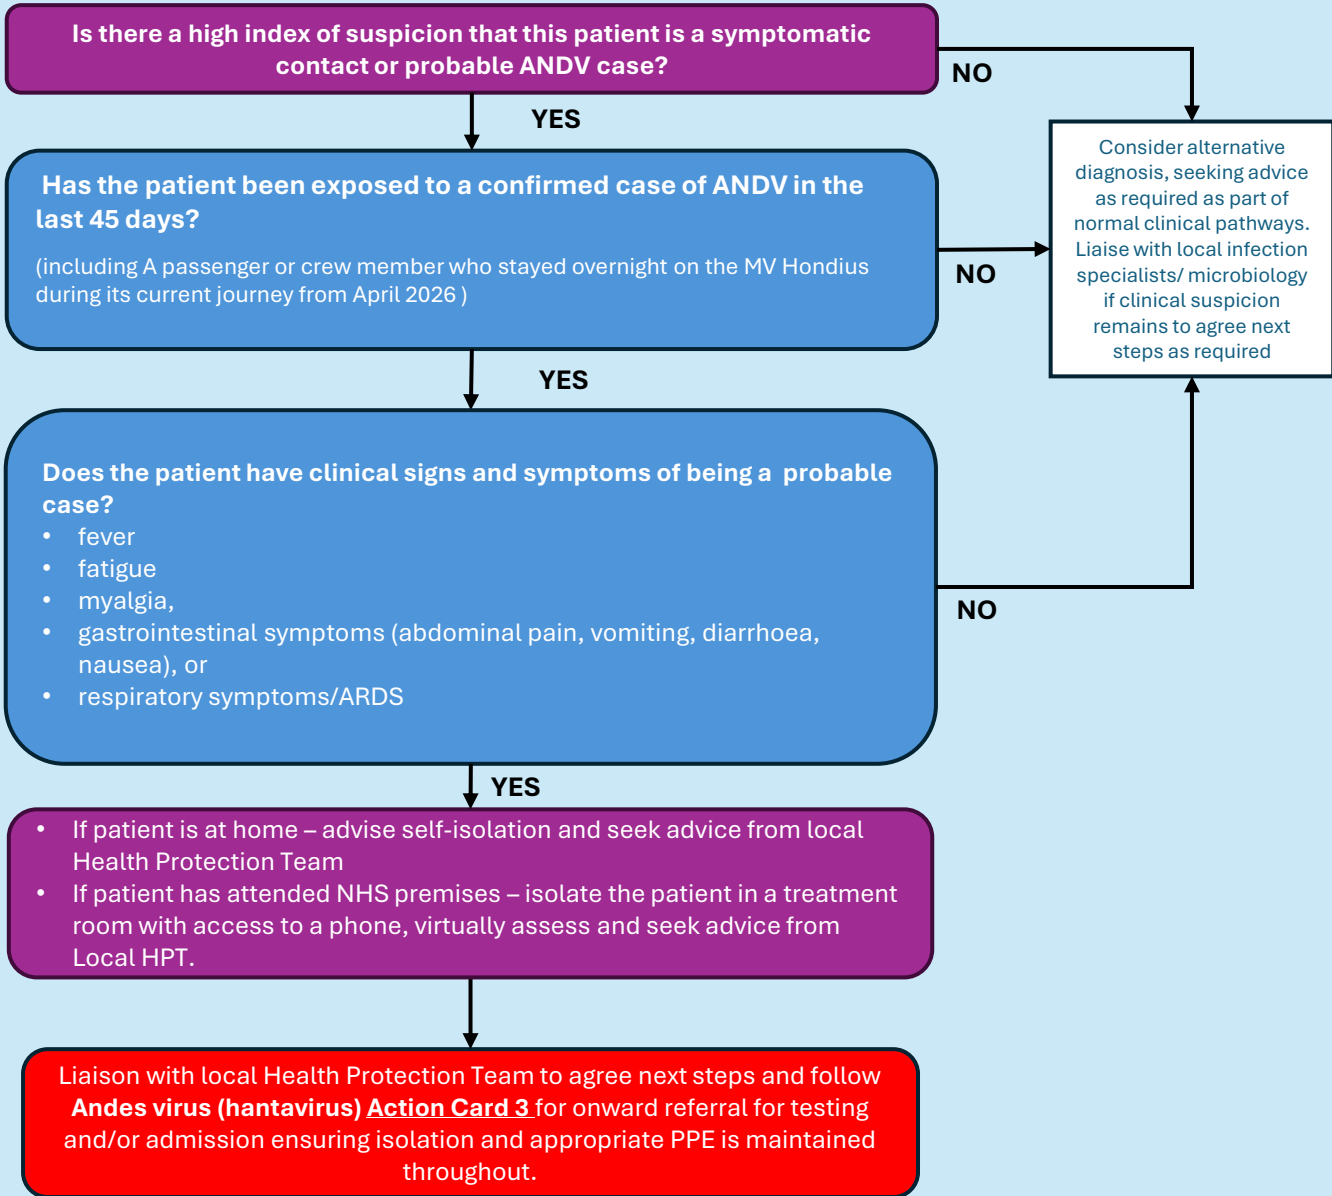 Is there a high index of suspicion that this patient is a symptomatic
contact or probable ANDV case?
NO
YES
Consider alternative
diagnosis, seeking advice
as required as part of
normal clinical pathways.
Liaise with local infection
specialists/ microbiology
if clinical suspicion
remains to agree next
steps as required
Has the patient been exposed to a confirmed case of ANDV in the
last 45 days?
(including A passenger or crew member who stayed overnight on the MV Hondius
during its current journey from April 2026 )
NO
YES
Does the patient have clinical signs and symptoms of being a probable
case?
• fever
• fatigue
• myalgia,
• gastrointestinal symptoms (abdominal pain, vomiting, diarrhoea,
nausea), or
• respiratory symptoms/ARDS
NO
YES
• If patient is at home – advise self-isolation and seek advice from local
Health Protection Team
• If patient has attended NHS premises – isolate the patient in a treatment
room with access to a phone, virtually assess and seek advice from
Local HPT.
Liaison with local Health Protection Team to agree next steps and follow
Andes virus (hantavirus) Action Card 3 for onward referral for testing
and/or admission ensuring isolation and appropriate PPE is maintained
throughout.